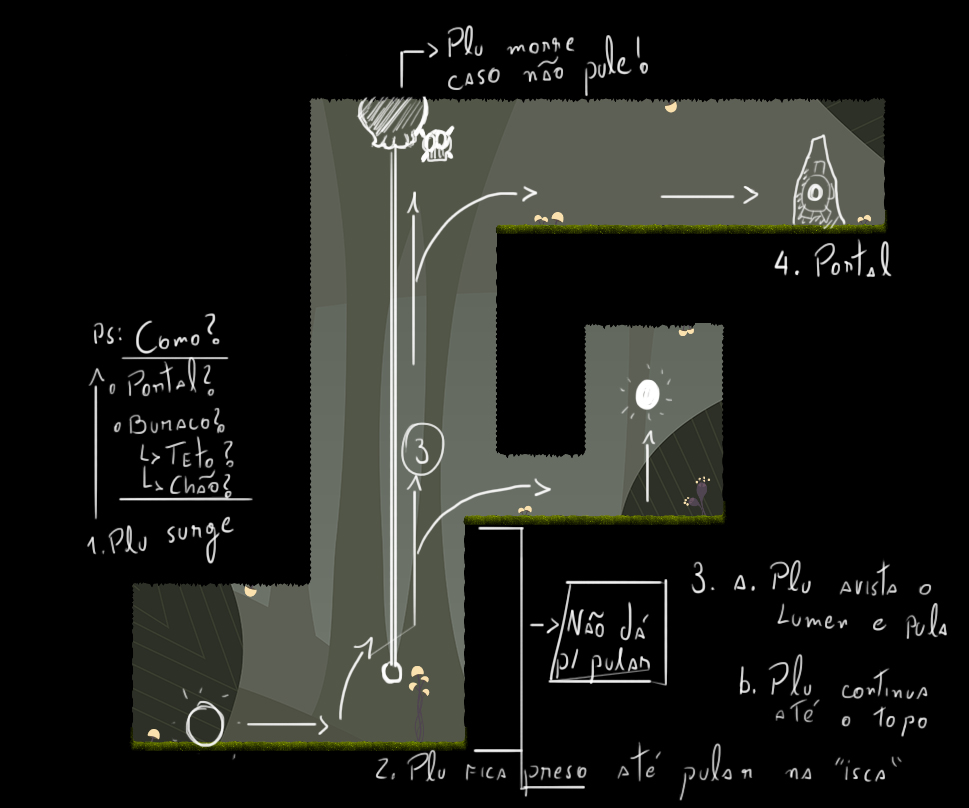 Plu morre
caso não pule!
4. Portal
PS: Como?
Portal?
Buraco?
Teto?
Chão?
1. Plu surge
3
3. a. Plu avista o
Lumen e pula
Não dá
p/ pular
b. Plu continua
até o topo
2. Plu fica preso até pular na "isca"